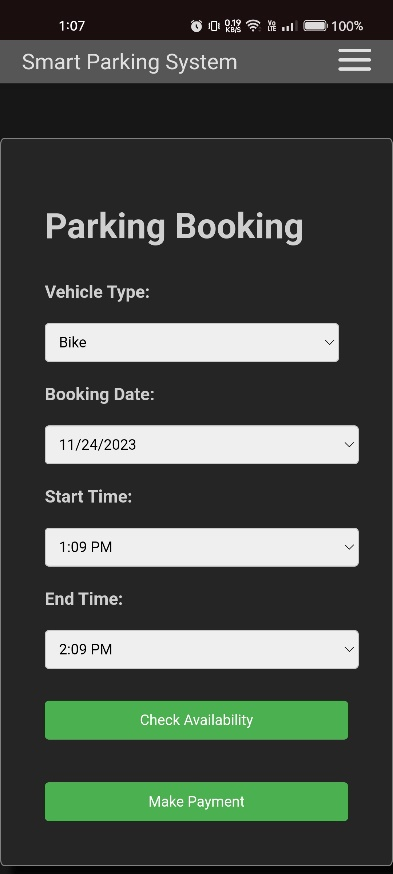 1:07 0.19 KB/S Vo LTE 100%
Smart Parking System
Parking Booking
Vehicle Type:
Bike
Booking Date:
11/24/2023
Start Time:
1:09 PM
End Time:
2:09 PM
Check Availability
Make Payment